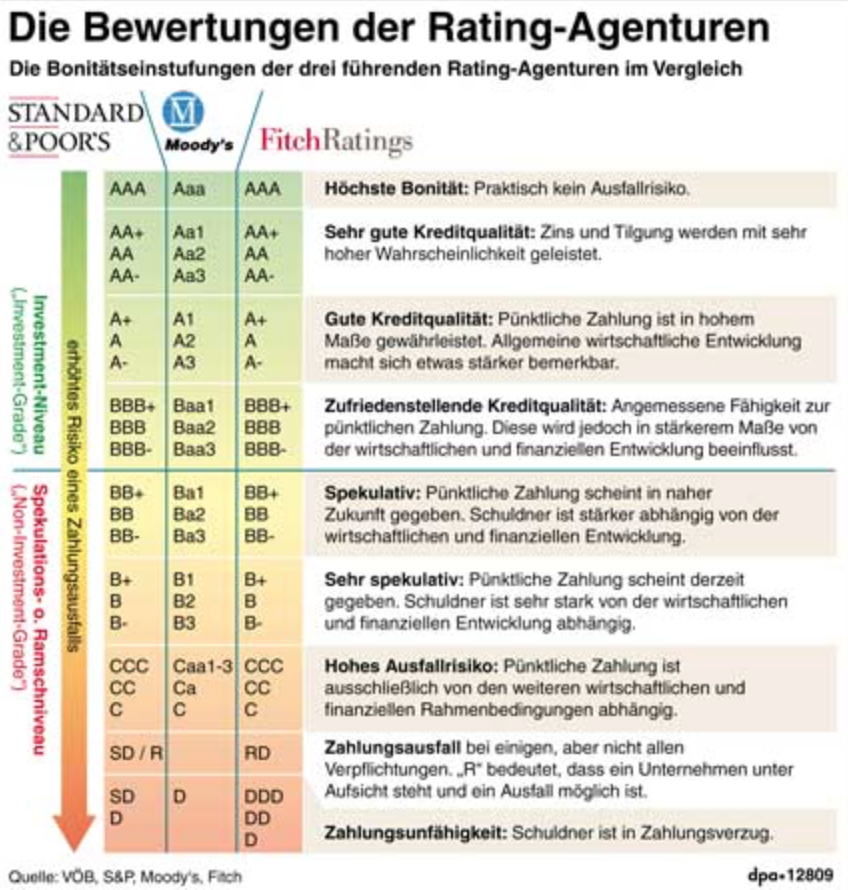 Die Bewertungen der Rating-Agenturen
Die Bonitätseinstufungen der drei führenden Rating-Agenturen im Vergleich
STANDARD
&POOR'S
M
Moody's
FitchRatings
Investment-Niveau
(„Investment-Grade")
Spekulations- o. Ramschniveau
(„Non-Investment-Grade")
erhöhtes Risiko eines Zahlungsausfalls
AAA Aaa AAA
Höchste Bonität: Praktisch kein Ausfallrisiko.
AA+ Aa1 AA+
AA Aa2 AA
AA- Aa3 AA-
Sehr gute Kreditqualität: Zins und Tilgung werden mit sehr
hoher Wahrscheinlichkeit geleistet.
A+ A1 A+
A A2 A
A- A3 A-
Gute Kreditqualität: Pünktliche Zahlung ist in hohem
Maße gewährleistet. Allgemeine wirtschaftliche Entwicklung
macht sich etwas stärker bemerkbar.
BBB+ Baa1 BBB+
BBB Baa2 BBB
BBB- Baa3 BBB-
Zufriedenstellende Kreditqualität: Angemessene Fähigkeit zur
pünktlichen Zahlung. Diese wird jedoch in stärkerem Maße von
der wirtschaftlichen und finanziellen Entwicklung beeinflusst.
BB+ Ba1 BB+
BB Ba2 BB
BB- Ba3 BB-
Spekulativ: Pünktliche Zahlung scheint in naher
Zukunft gegeben. Schuldner ist stärker abhängig von der
wirtschaftlichen und finanziellen Entwicklung.
B+ B1 B+
B B2 B
B- B3 B-
Sehr spekulativ: Pünktliche Zahlung scheint derzeit
gegeben. Schuldner ist sehr stark von der wirtschaftlichen
und finanziellen Entwicklung abhängig.
CCC Caa1-3 CCC
CC Ca CC
C C C
Hohes Ausfallrisiko: Pünktliche Zahlung ist
ausschließlich von den weiteren wirtschaftlichen und
finanziellen Rahmenbedingungen abhängig.
SD / R RD
Zahlungsausfall bei einigen, aber nicht allen
Verpflichtungen. „R" bedeutet, dass ein Unternehmen unter
Aufsicht steht und ein Ausfall möglich ist.
SD D DDD
D DD
D
Zahlungsunfähigkeit: Schuldner ist in Zahlungsverzug.
Quelle: VÖB, S&P, Moody's, Fitch
dpa•12809